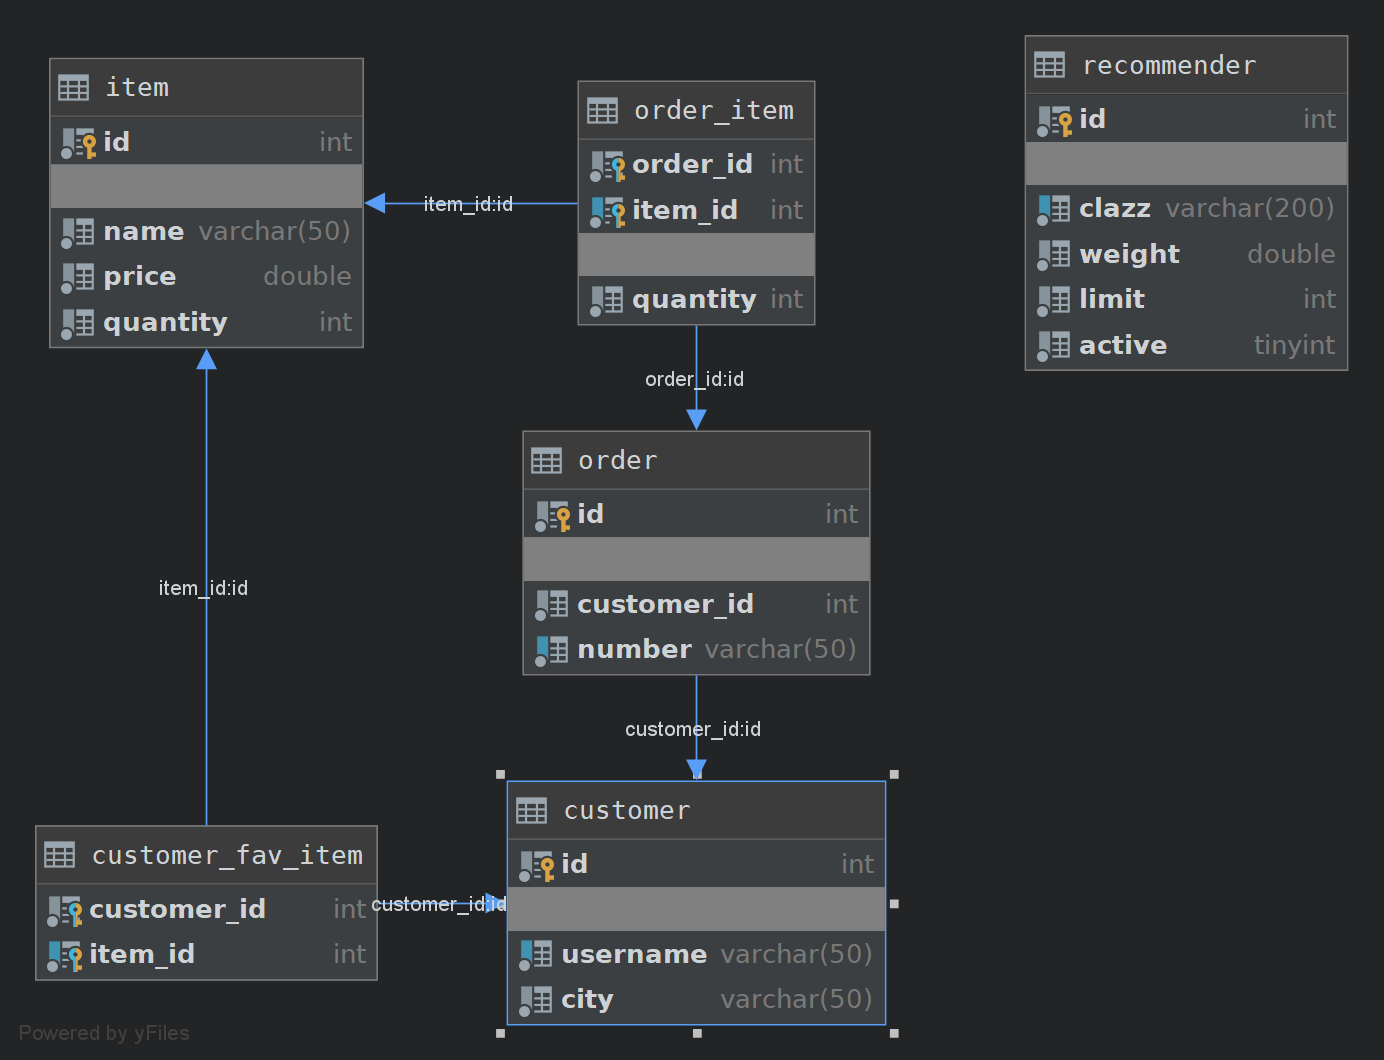 item
id int
name varchar(50)
price double
quantity int
order_item
order_id int
item_id int
quantity int
recommender
id int
clazz varchar(200)
weight double
limit int
active tinyint
item_id:id
order_id:id
order
id int
customer_id int
number varchar(50)
item_id:id
customer_id:id
customer
id int
username varchar(50)
city varchar(50)
customer_fav_item
customer_id int
item_id int
customer_id:id
Powered by yFiles